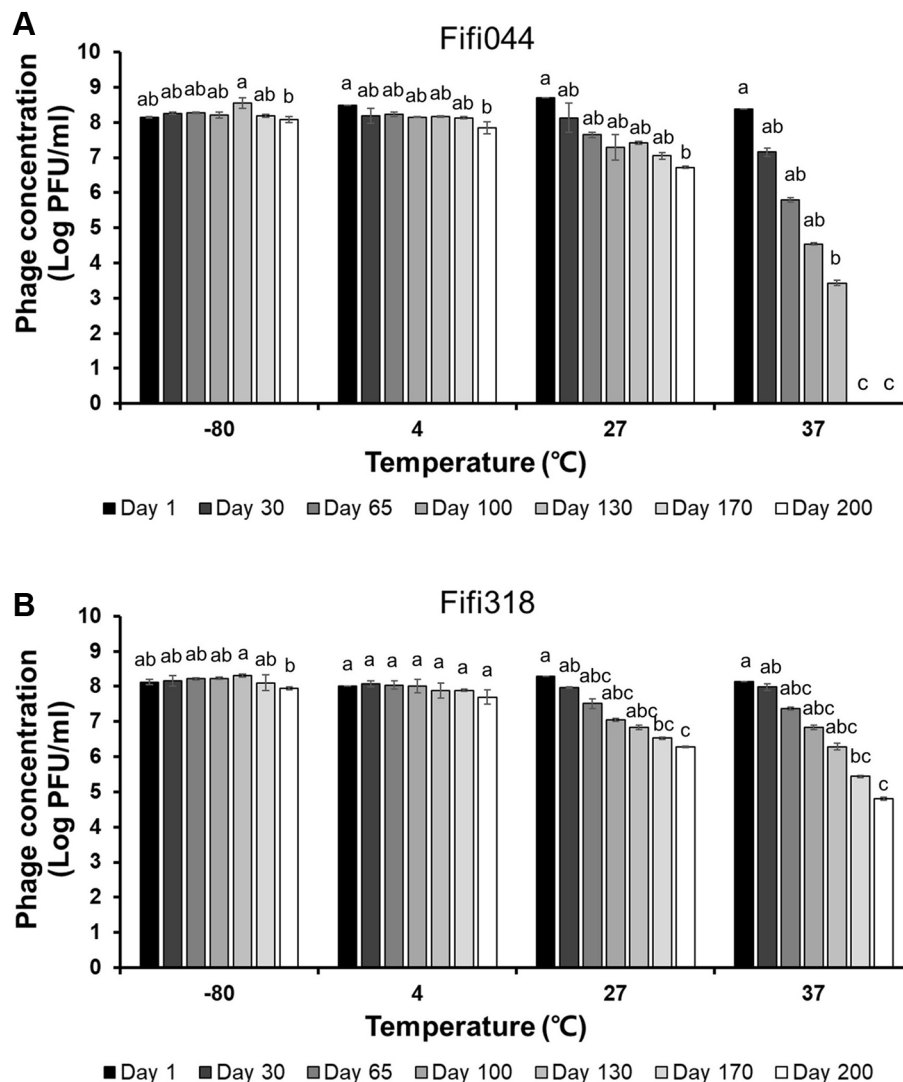 A
Fifi044
Phage concentration
(Log PFU/ml)
10
9
8
7
6
5
4
3
2
1
0
ab ab ab ab a ab b
a ab ab ab ab ab b
a ab ab ab ab ab b
a ab ab ab b c c
-80 4 27 37
Temperature (℃)
Day 1 Day 30 Day 65 Day 100 Day 130 Day 170 Day 200
B
Fifi318
Phage concentration
(Log PFU/ml)
10
9
8
7
6
5
4
3
2
1
0
ab ab ab ab a ab b
a a a a a a a
a ab abc abc abc bc c
a ab abc abc abc bc c
-80 4 27 37
Temperature (℃)
Day 1 Day 30 Day 65 Day 100 Day 130 Day 170 Day 200